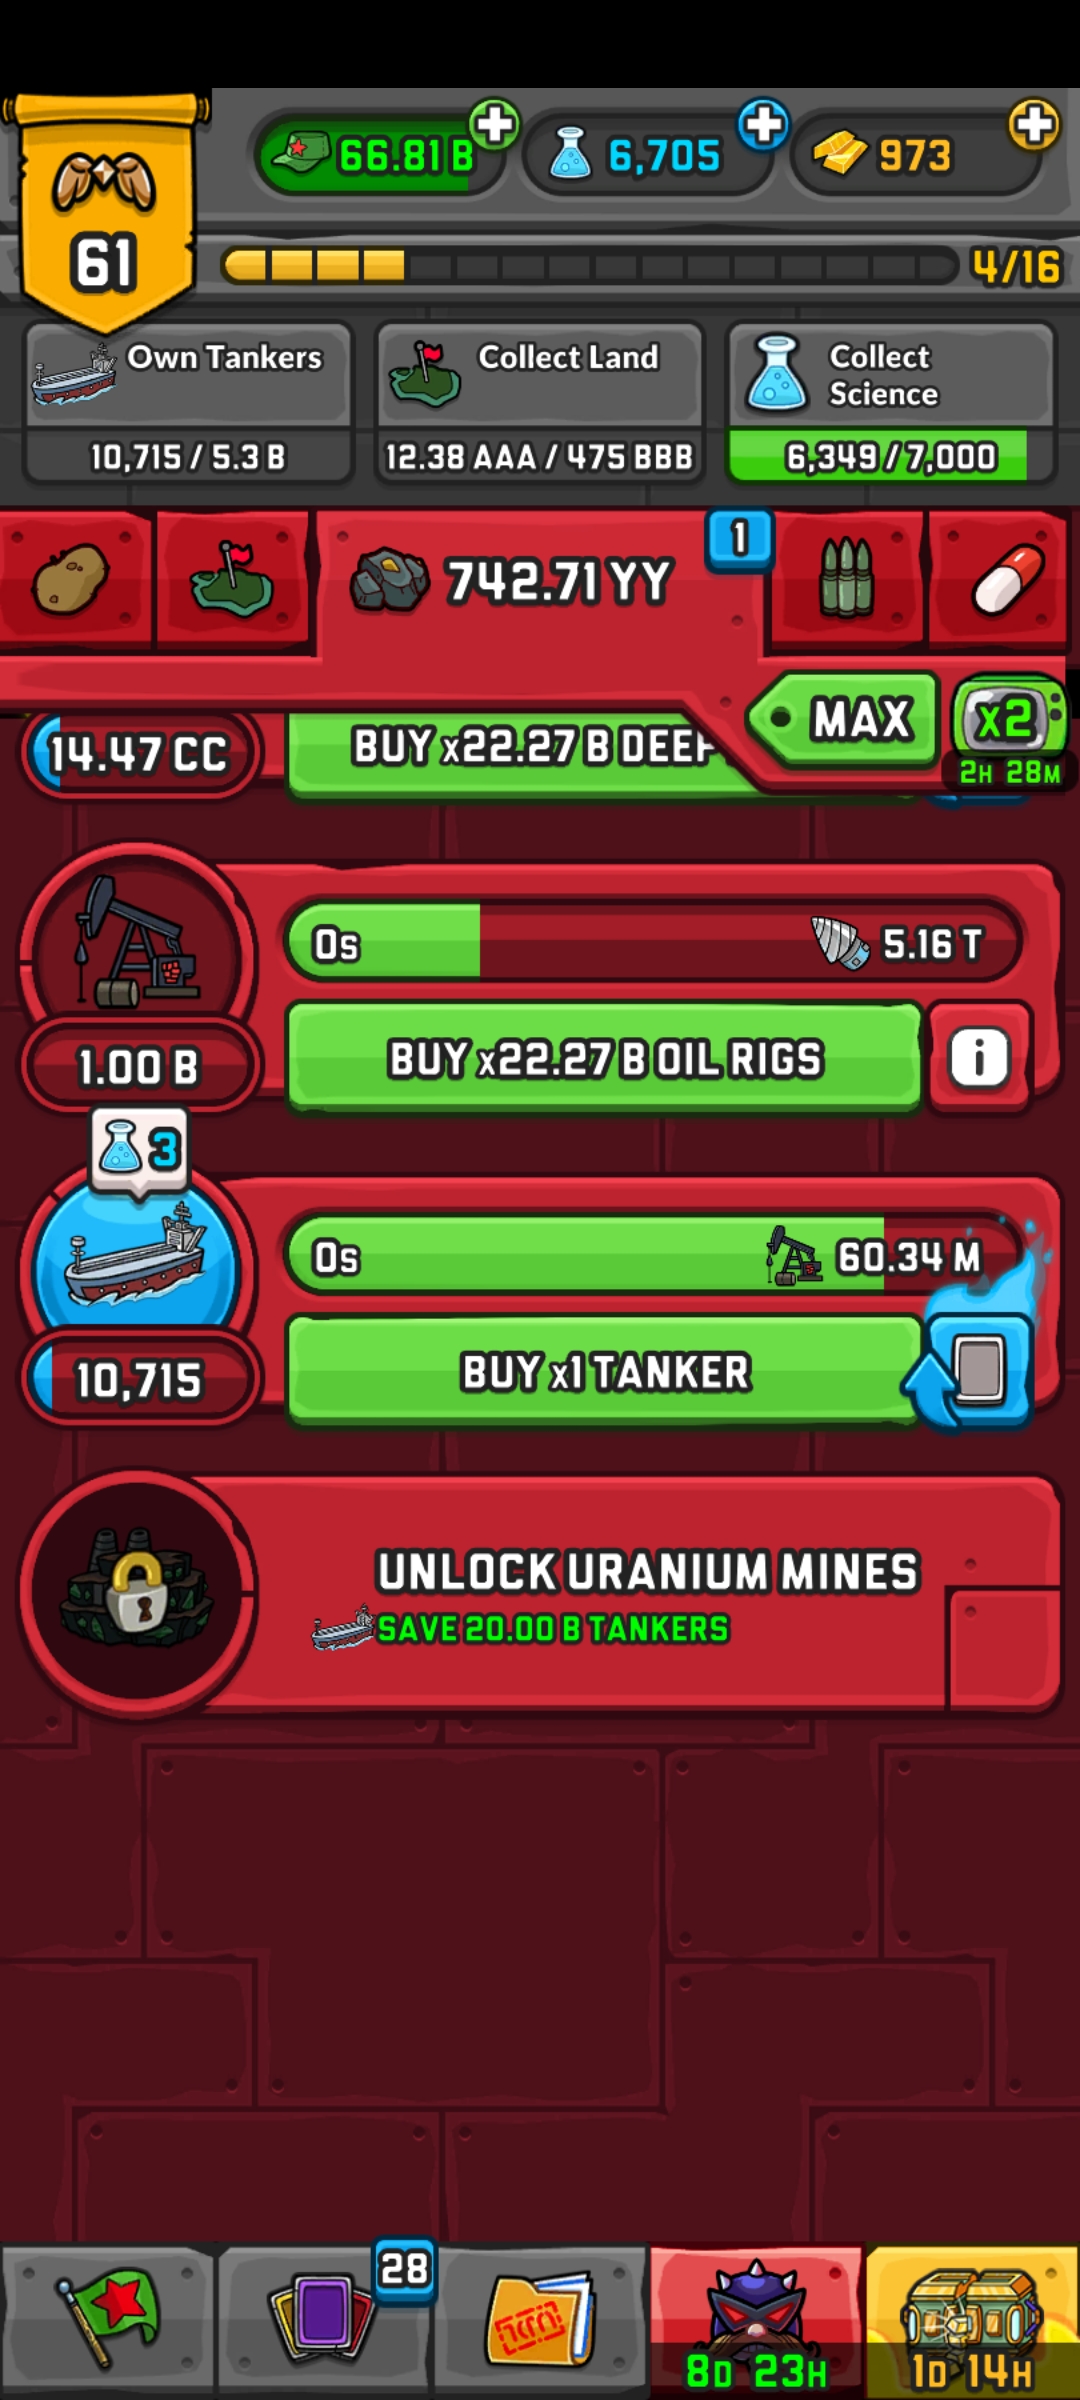 66.81 B
6,705
973
61
4/16
Own Tankers
10,715 / 5.3 B
Collect Land
12.38 AAA / 475 BBB
Collect
Science
6,349 / 7,000
742.71 YY
1
MAX
x2
2H 28M
14.47 CC
BUY x22.27 B DEEP
0s
5.16 T
1.00 B
BUY x22.27 B OIL RIGS
i
3
0s
60.34 M
10,715
BUY x1 TANKER
UNLOCK URANIUM MINES
SAVE 20.00 B TANKERS
28
8D 23H
1D 14H